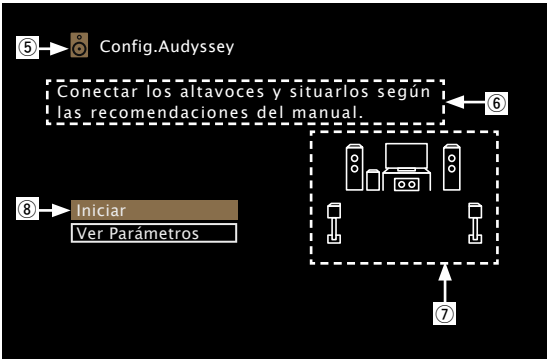 ⑤ Config.Audyssey
Conectar los altavoces y situarlos según
las recomendaciones del manual.
⑥
⑧ Iniciar
Ver Parámetros
⑦